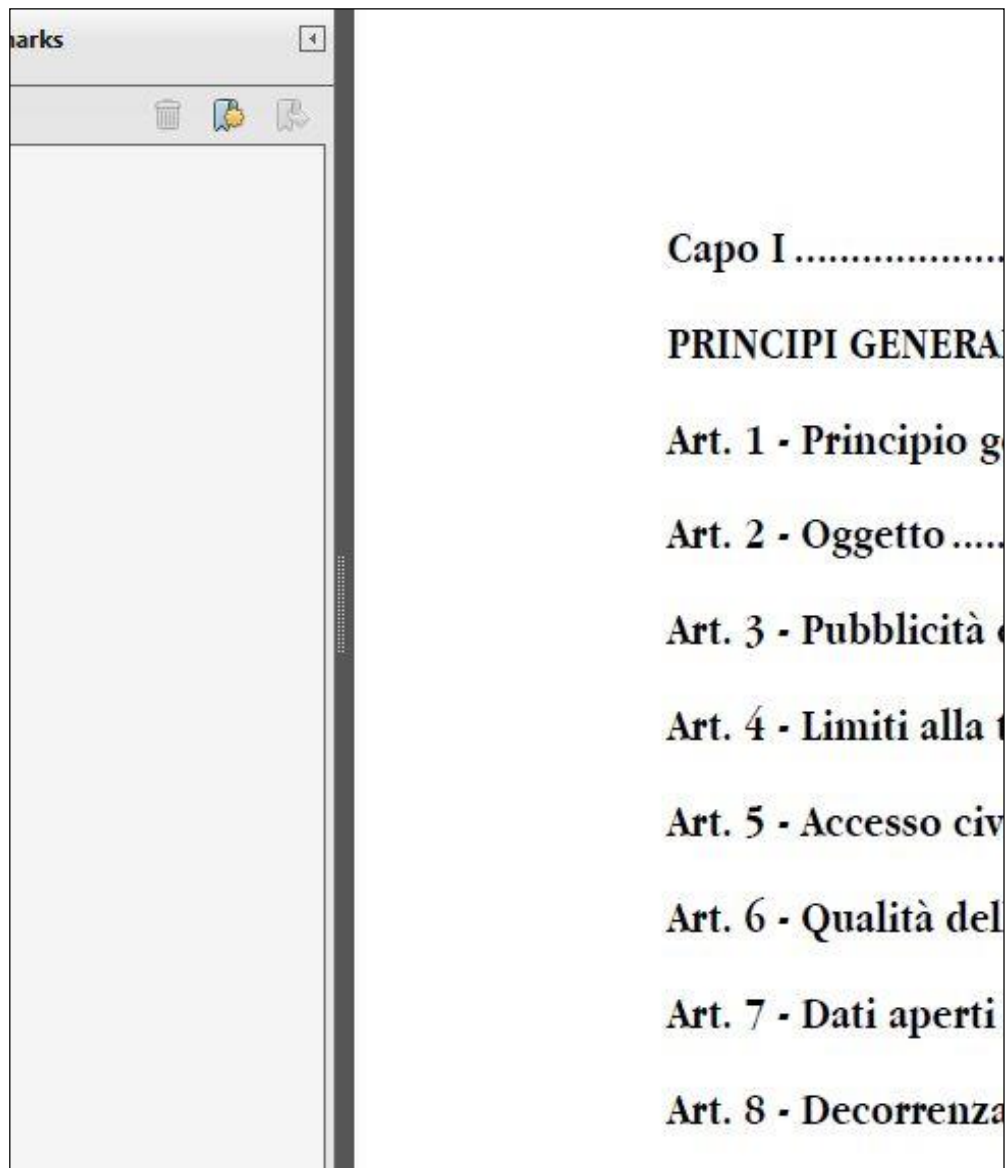 Capo I ...................
PRINCIPI GENERA
Art. 1 - Principio g
Art. 2 - Oggetto .....
Art. 3 - Pubblicità
Art. 4 - Limiti alla
Art. 5 - Accesso civ
Art. 6 - Qualità del
Art. 7 - Dati aperti
Art. 8 - Decorrenza